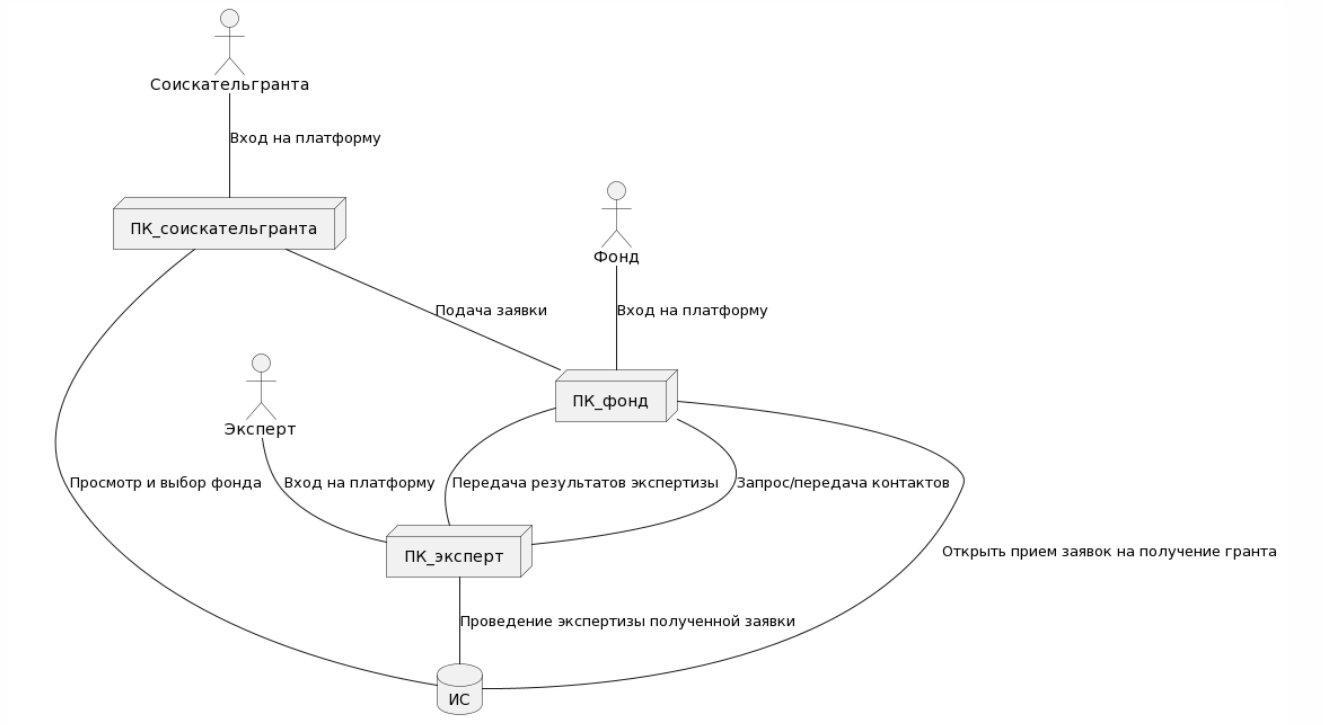 Соискательгранта
Вход на платформу
ПК_соискательгранта
Фонд
Подача заявки
Вход на платформу
ПК_фонд
Эксперт
Просмотр и выбор фонда
Вход на платформу
Передача результатов экспертизы
Запрос/передача контактов
Открыть прием заявок на получение гранта
ПК_эксперт
Проведение экспертизы полученной заявки
ИС